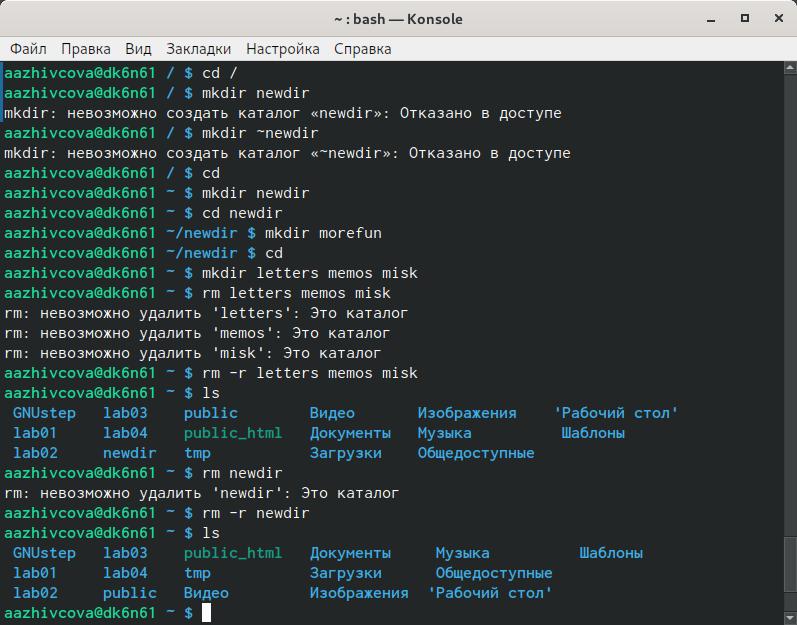 ~ : bash — Konsole
Файл Правка Вид Закладки Настройка Справка
aazhivcova@dk6n61 / $ cd /
aazhivcova@dk6n61 / $ mkdir newdir
mkdir: невозможно создать каталог «newdir»: Отказано в доступе
aazhivcova@dk6n61 / $ mkdir ~newdir
mkdir: невозможно создать каталог «~newdir»: Отказано в доступе
aazhivcova@dk6n61 / $ cd
aazhivcova@dk6n61 ~ $ mkdir newdir
aazhivcova@dk6n61 ~ $ cd newdir
aazhivcova@dk6n61 ~/newdir $ mkdir morefun
aazhivcova@dk6n61 ~/newdir $ cd
aazhivcova@dk6n61 ~ $ mkdir letters memos misk
aazhivcova@dk6n61 ~ $ rm letters memos misk
rm: невозможно удалить 'letters': Это каталог
rm: невозможно удалить 'memos': Это каталог
rm: невозможно удалить 'misk': Это каталог
aazhivcova@dk6n61 ~ $ rm -r letters memos misk
aazhivcova@dk6n61 ~ $ ls
GNUstep lab03 public Видео Изображения 'Рабочий стол'
lab01 lab04 public_html Документы Музыка Шаблоны
lab02 newdir tmp Загрузки Общедоступные
aazhivcova@dk6n61 ~ $ rm newdir
rm: невозможно удалить 'newdir': Это каталог
aazhivcova@dk6n61 ~ $ rm -r newdir
aazhivcova@dk6n61 ~ $ ls
GNUstep lab03 public_html Документы Музыка Шаблоны
lab01 lab04 tmp Загрузки Общедоступные
lab02 public Видео Изображения 'Рабочий стол'
aazhivcova@dk6n61 ~ $